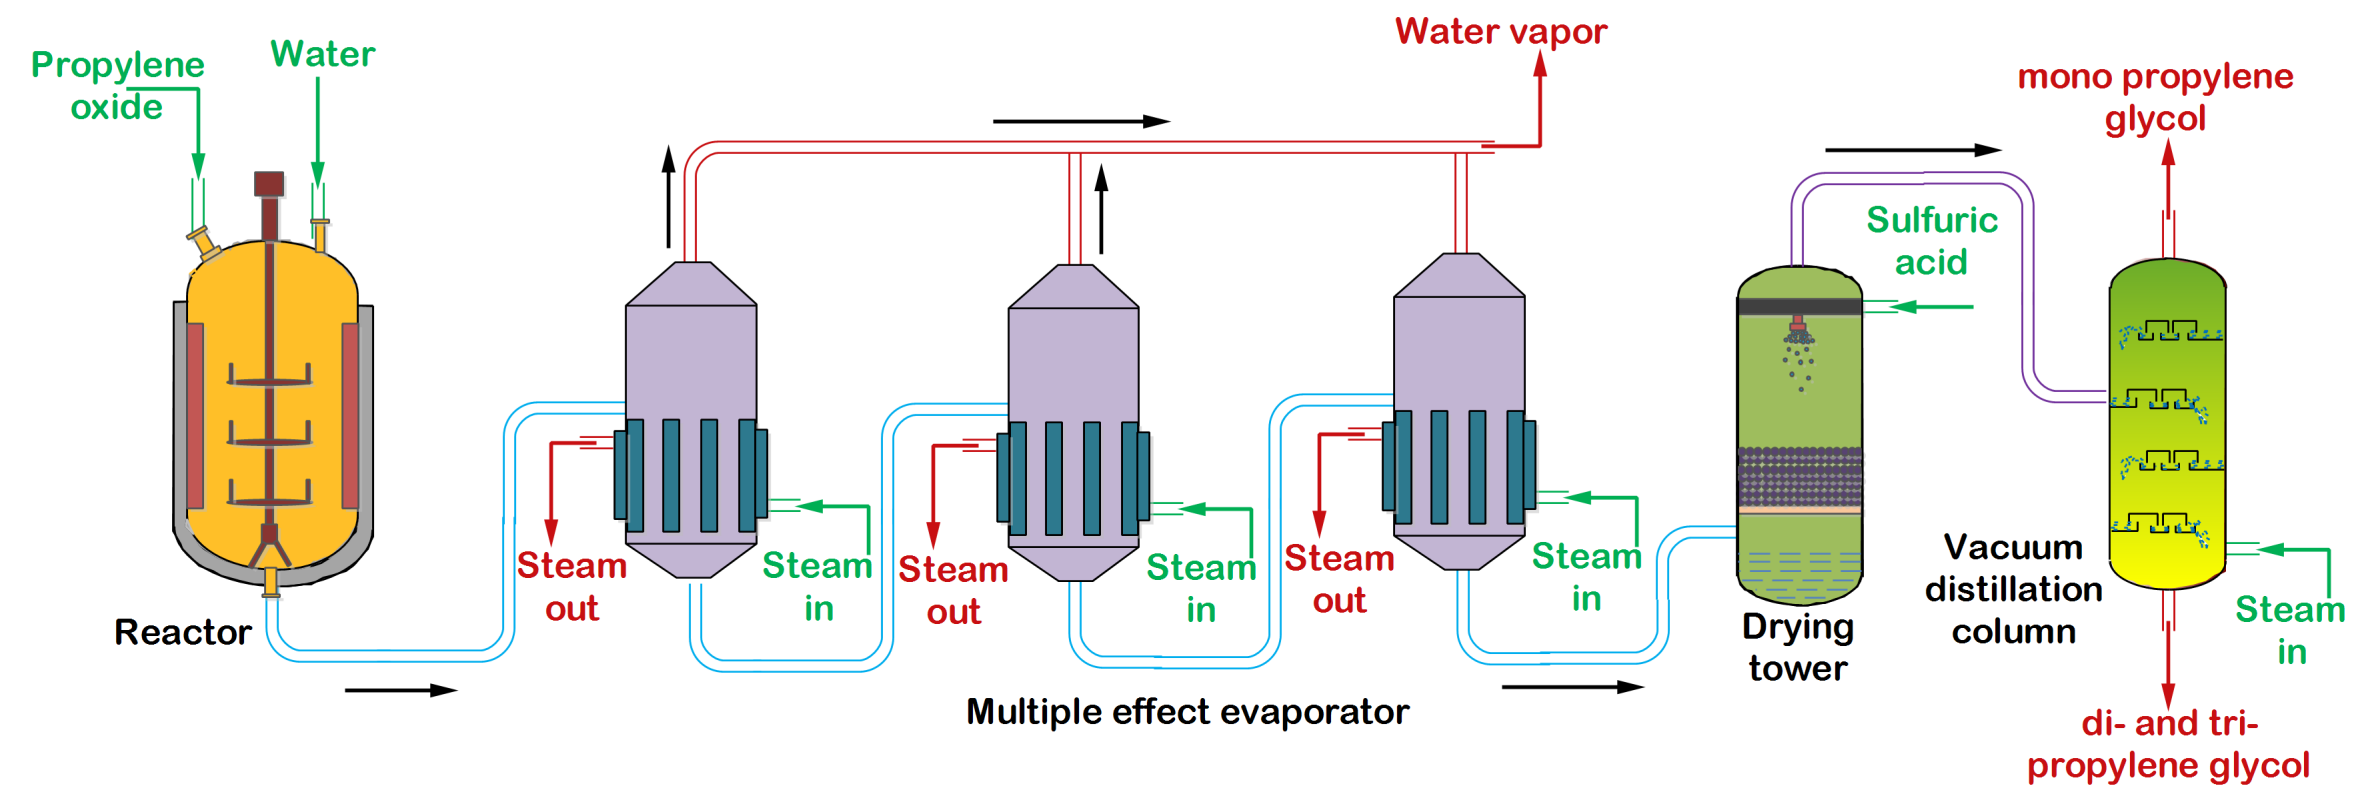 Propylene
oxide
Water
Water vapor
mono propylene
glycol
Sulfuric
acid
Steam
out
Steam
in
Steam
out
Steam
in
Steam
out
Steam
in
Reactor
Multiple effect evaporator
Drying
tower
Vacuum
distillation
column
Steam
in
di- and tri-
propylene glycol